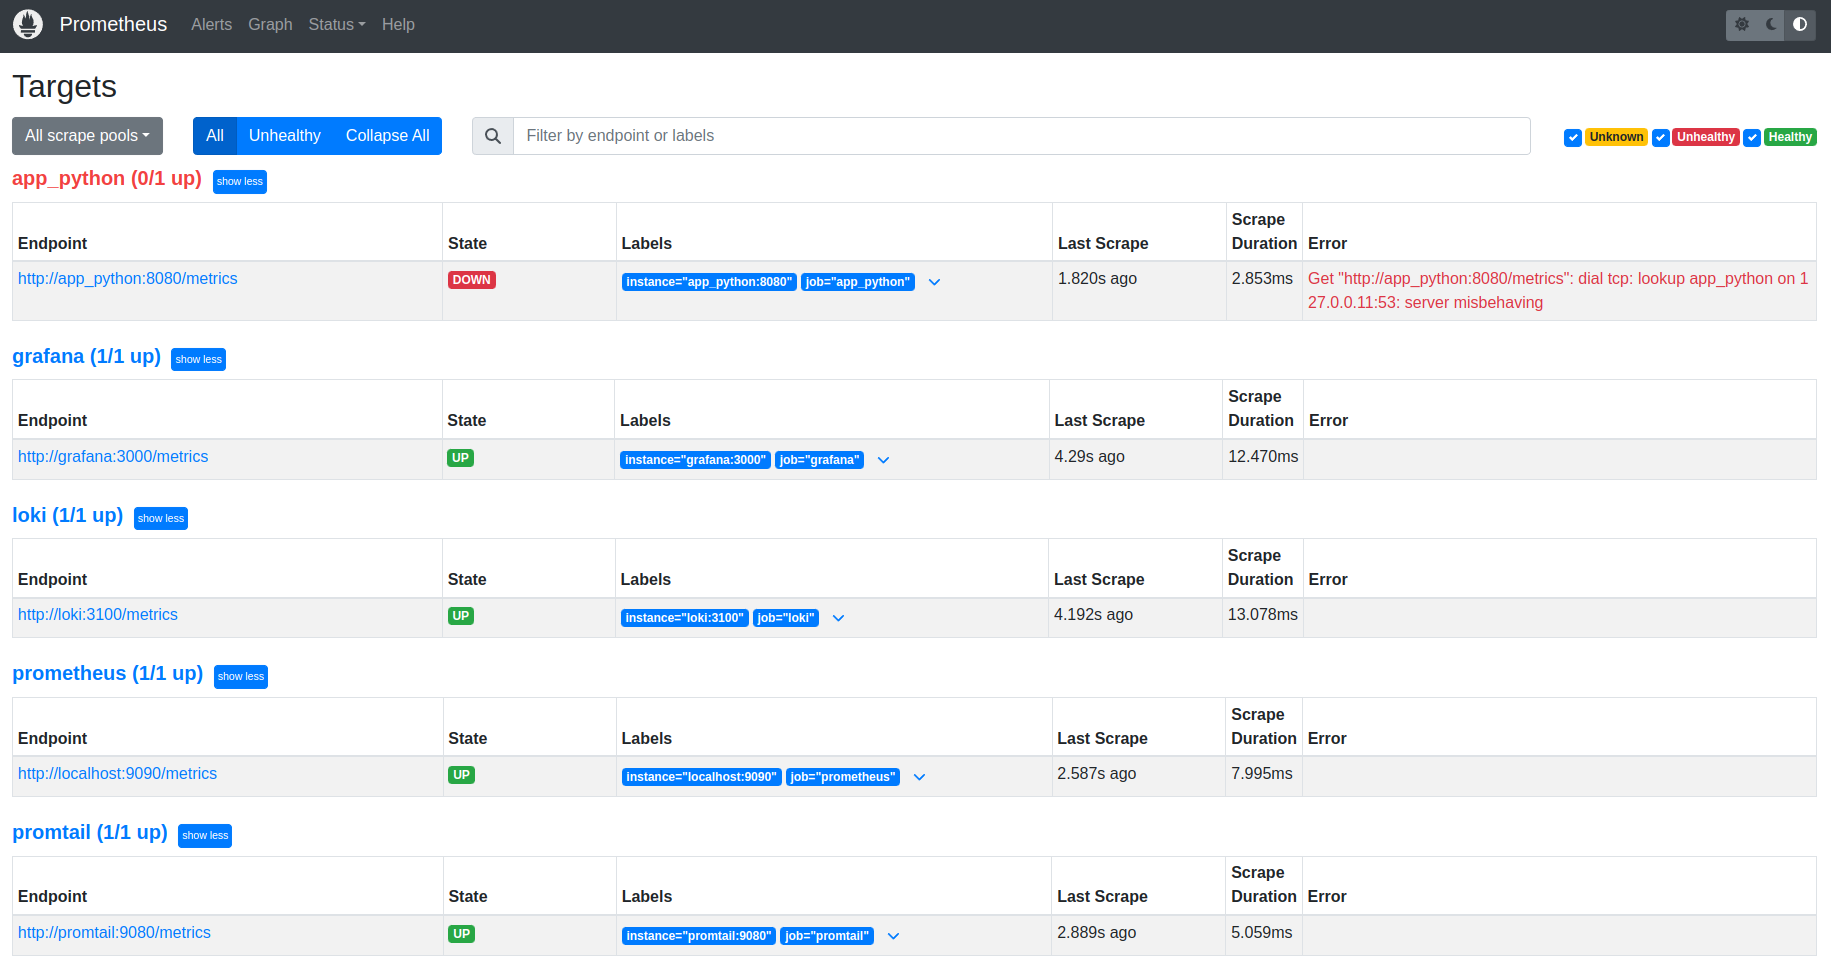 Prometheus Alerts Graph Status Help
Targets
All scrape pools All Unhealthy Collapse All Filter by endpoint or labels Unknown Unhealthy Healthy
app_python (0/1 up) show less
Endpoint State Labels Last Scrape Scrape Duration Error
http://app_python:8080/metrics DOWN instance="app_python:8080" job="app_python" 1.820s ago 2.853ms Get "http://app_python:8080/metrics": dial tcp: lookup app_python on 1
27.0.0.11:53: server misbehaving
grafana (1/1 up) show less
Endpoint State Labels Last Scrape Scrape Duration Error
http://grafana:3000/metrics UP instance="grafana:3000" job="grafana" 4.29s ago 12.470ms
loki (1/1 up) show less
Endpoint State Labels Last Scrape Scrape Duration Error
http://loki:3100/metrics UP instance="loki:3100" job="loki" 4.192s ago 13.078ms
prometheus (1/1 up) show less
Endpoint State Labels Last Scrape Scrape Duration Error
http://localhost:9090/metrics UP instance="localhost:9090" job="prometheus" 2.587s ago 7.995ms
promtail (1/1 up) show less
Endpoint State Labels Last Scrape Scrape Duration Error
http://promtail:9080/metrics UP instance="promtail:9080" job="promtail" 2.889s ago 5.059ms